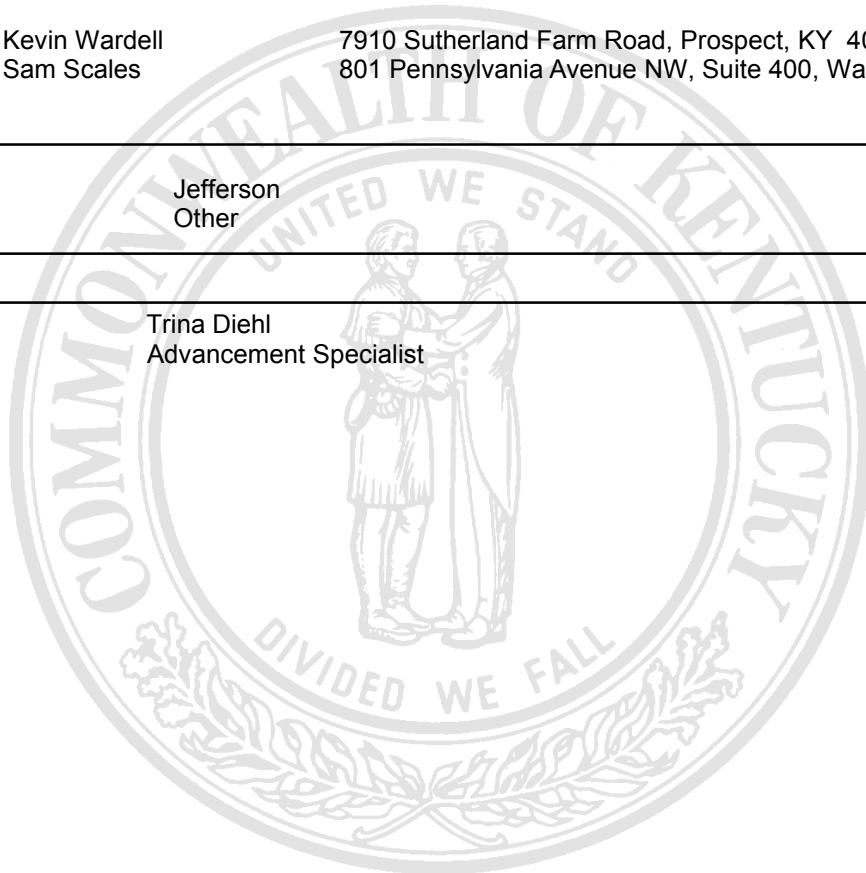 Kevin Wardell 7910 Sutherland Farm Road, Prospect, KY 40
Sam Scales 801 Pennsylvania Avenue NW, Suite 400, Wa
Jefferson
Other
Trina Diehl
Advancement Specialist
COMMONWEALTH OF KENTUCKY
UNITED WE STAND
DIVIDED WE FALL